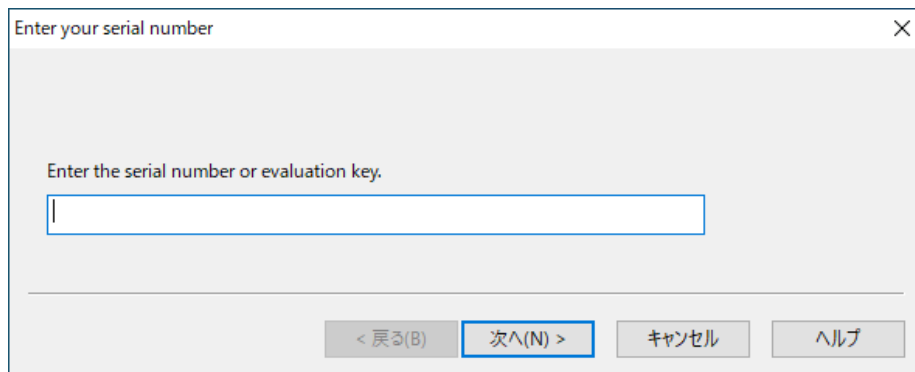 Enter your serial number
Enter the serial number or evaluation key.
< 戻る(B) 次へ(N) > キャンセル ヘルプ